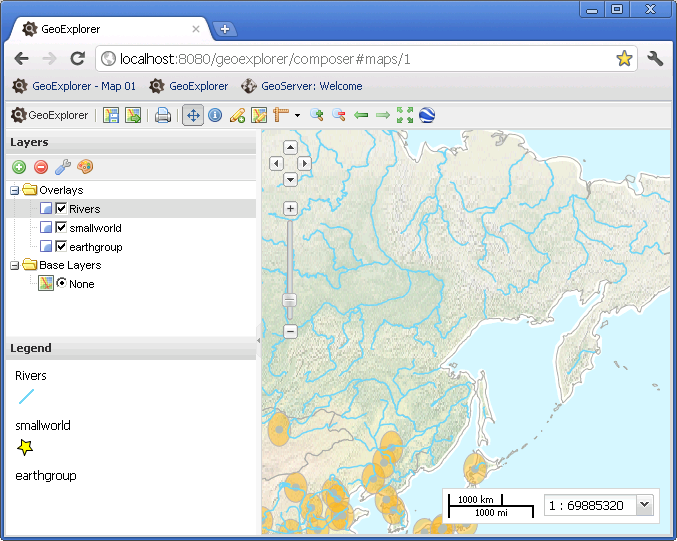 GeoExplorer
localhost:8080/geoexplorer/composer#maps/1
GeoExplorer - Map 01 GeoExplorer GeoServer: Welcome
GeoExplorer
Layers
Overlays
Rivers
smallworld
earthgroup
Base Layers
None
Legend
Rivers
smallworld
earthgroup
1000 km
1000 mi
1 : 69885320